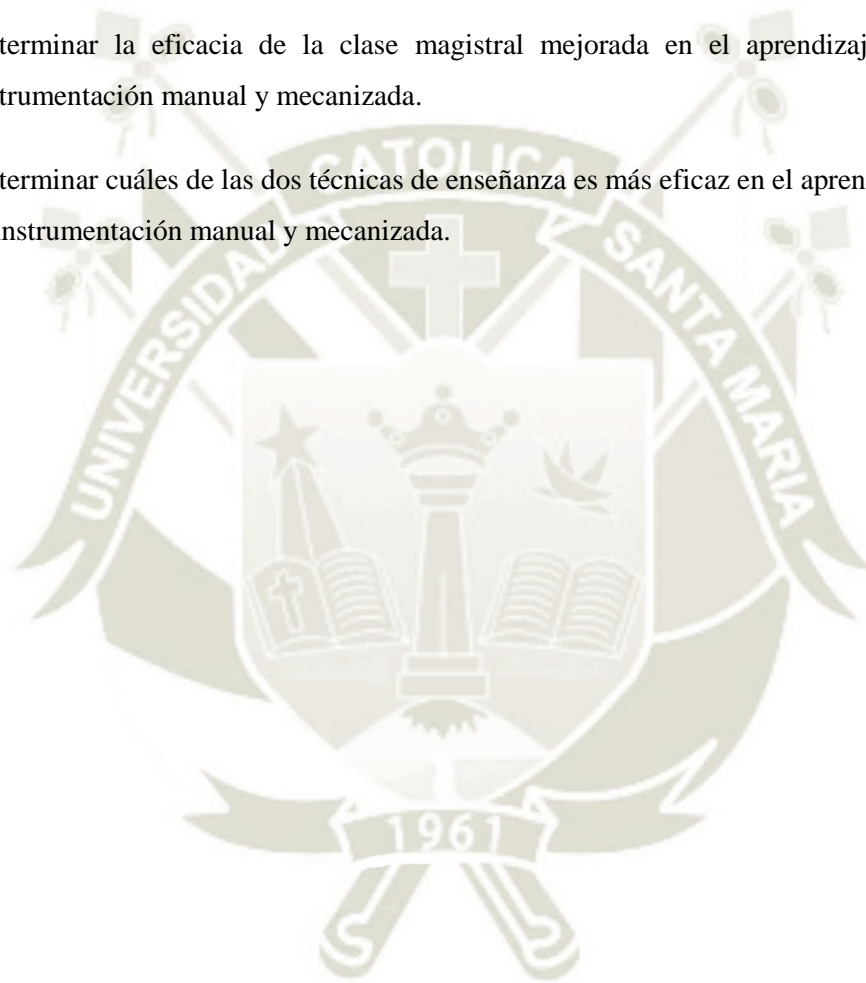 terminar la eficacia de la clase magistral mejorada en el aprendizaj
trumentación manual y mecanizada.
terminar cuáles de las dos técnicas de enseñanza es más eficaz en el apren
instrumentación manual y mecanizada.
UNIVERSIDAD CATOLICA SANTA MARIA
1961